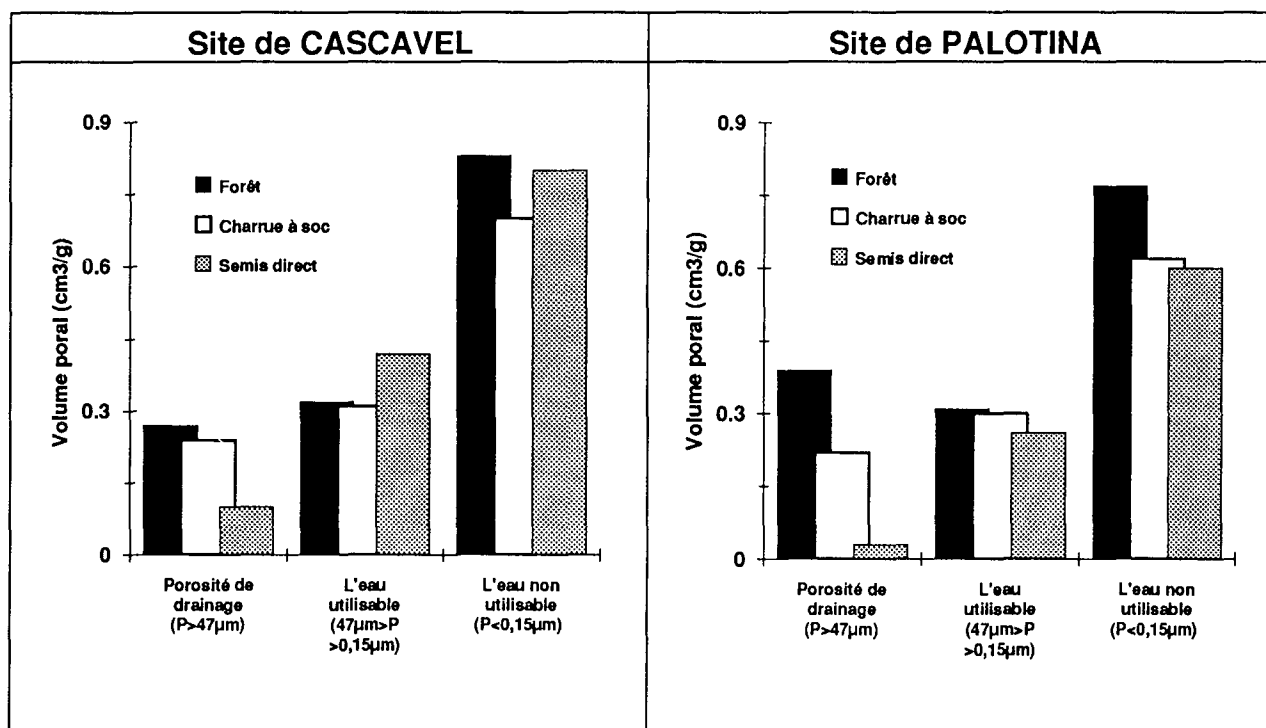 Site de CASCAVEL
Volume poral (cm3/g)
0.9
0.6
0.3
0
Forêt
Charrue à soc
Semis direct
Porosité de
drainage
(P>47µm)
L'eau
utilisable
(47µm>P
>0,15µm)
L'eau non
utilisable
(P<0,15µm)
Site de PALOTINA
Volume poral (cm3/g)
0.9
0.6
0.3
0
Forêt
Charrue à soc
Semis direct
Porosité de
drainage
(P>47µm)
L'eau
utilisable
(47µm>P
>0,15µm)
L'eau non
utilisable
(P<0,15µm)